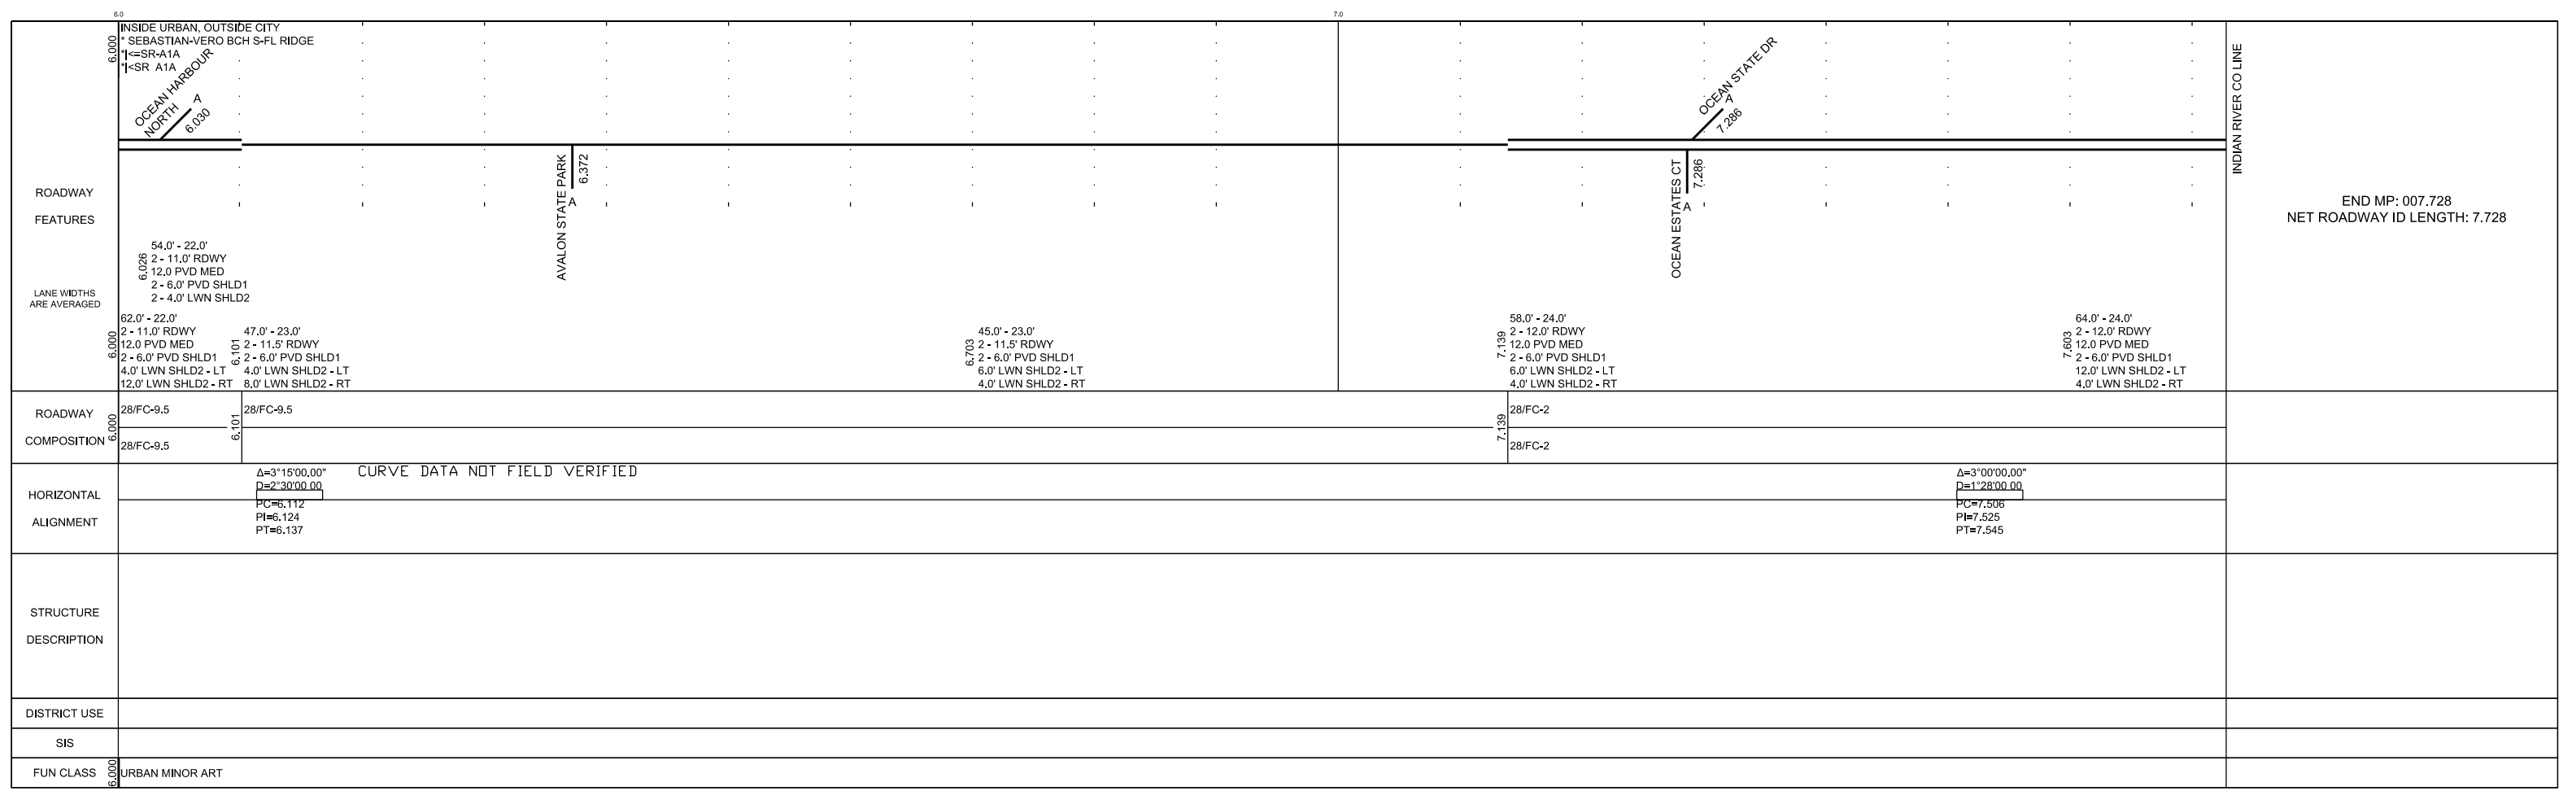 6.0
7.0
6.000
INSIDE URBAN, OUTSIDE CITY
* SEBASTIAN-VERO BCH S-FL RIDGE
*|<=SR-A1A
*|<SR A1A
OCEAN HARBOUR
NORTH
A
6.030
AVALON STATE PARK
6.372
A
OCEAN STATE DR
A
7.286
OCEAN ESTATES CT
7.286
A
INDIAN RIVER CO LINE
ROADWAY
FEATURES
END MP: 007.728
NET ROADWAY ID LENGTH: 7.728
LANE WIDTHS
ARE AVERAGED
6.026
54.0' - 22.0'
2 - 11.0' RDWY
12.0 PVD MED
2 - 6.0' PVD SHLD1
2 - 4.0' LWN SHLD2
6.000
62.0' - 22.0'
2 - 11.0' RDWY
12.0 PVD MED
2 - 6.0' PVD SHLD1
4.0' LWN SHLD2 - LT
12.0' LWN SHLD2 - RT
6.101
47.0' - 23.0'
2 - 11.5' RDWY
2 - 6.0' PVD SHLD1
4.0' LWN SHLD2 - LT
8.0' LWN SHLD2 - RT
6.703
45.0' - 23.0'
2 - 11.5' RDWY
2 - 6.0' PVD SHLD1
6.0' LWN SHLD2 - LT
4.0' LWN SHLD2 - RT
7.139
58.0' - 24.0'
2 - 12.0' RDWY
12.0 PVD MED
2 - 6.0' PVD SHLD1
6.0' LWN SHLD2 - LT
4.0' LWN SHLD2 - RT
7.603
64.0' - 24.0'
2 - 12.0' RDWY
12.0 PVD MED
2 - 6.0' PVD SHLD1
12.0' LWN SHLD2 - LT
4.0' LWN SHLD2 - RT
ROADWAY
COMPOSITION
6.000
28/FC-9.5
28/FC-9.5
6.101
28/FC-9.5
7.139
28/FC-2
28/FC-2
HORIZONTAL
ALIGNMENT
Δ=3°15'00.00"
D=2°30'00.00
PC=6.112
PI=6.124
PT=6.137
CURVE DATA NOT FIELD VERIFIED
Δ=3°00'00.00"
D=1°28'00.00
PC=7.506
PI=7.525
PT=7.545
STRUCTURE
DESCRIPTION
DISTRICT USE
SIS
FUN CLASS
6.000
URBAN MINOR ART